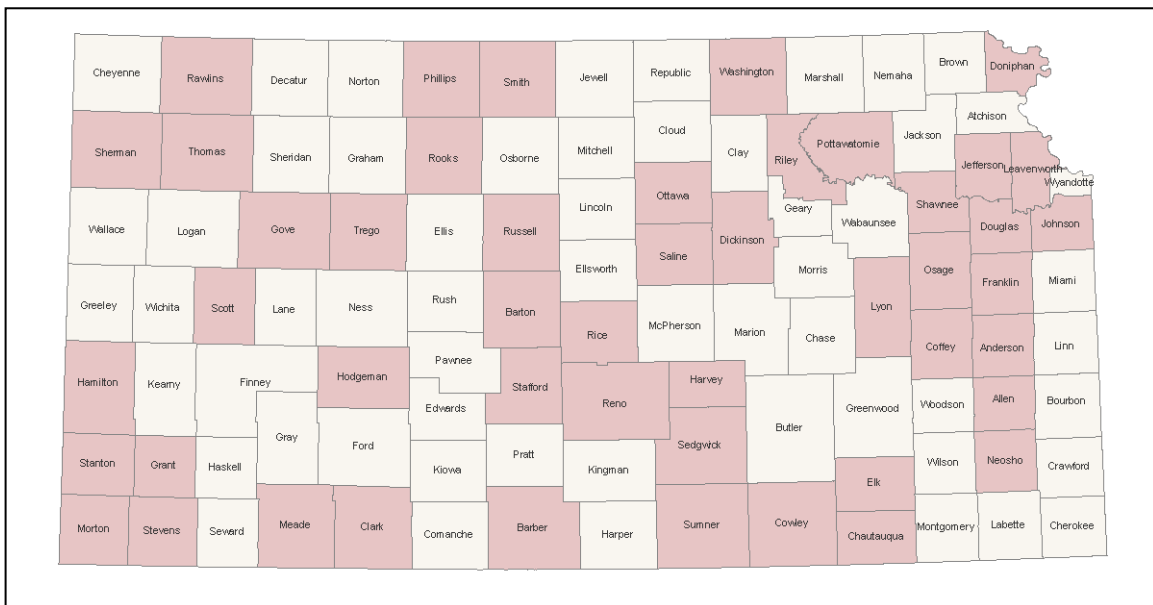 Cheyenne
Rawlins
Decatur
Norton
Phillips
Smith
Jewell
Republic
Washington
Marshall
Nemaha
Brown
Doniphan
Sherman
Thomas
Sheridan
Graham
Rooks
Osborne
Mitchell
Cloud
Clay
Riley
Pottawatomie
Jackson
Atchison
Jefferson
Leavenworth
Wyandotte
Wallace
Logan
Gove
Trego
Ellis
Russell
Lincoln
Ottawa
Saline
Dickinson
Geary
Wabaunsee
Shawnee
Douglas
Johnson
Greeley
Wichita
Scott
Lane
Ness
Rush
Barton
Ellsworth
Rice
McPherson
Marion
Morris
Chase
Lyon
Osage
Franklin
Miami
Hamilton
Kearny
Finney
Hodgeman
Pawnee
Edwards
Stafford
Reno
Harvey
Sedgwick
Butler
Greenwood
Coffey
Anderson
Linn
Woodson
Allen
Bourbon
Stanton
Grant
Haskell
Gray
Ford
Kiowa
Pratt
Kingman
Elk
Wilson
Neosho
Crawford
Morton
Stevens
Seward
Meade
Clark
Comanche
Barber
Harper
Sumner
Cowley
Chautauqua
Montgomery
Labette
Cherokee